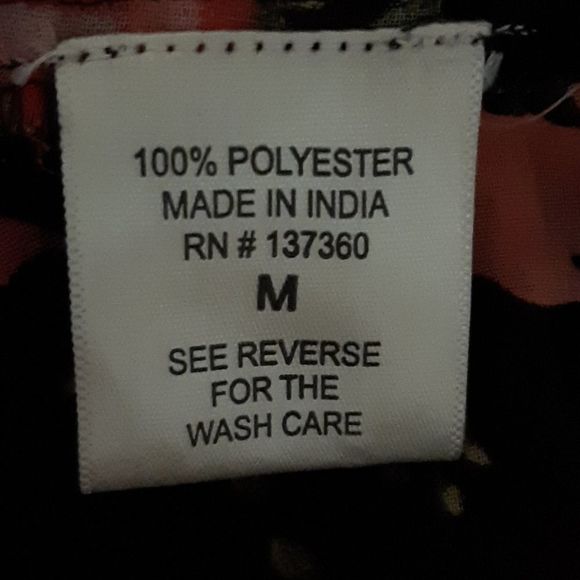 100% POLYESTER
MADE IN INDIA
RN # 137360
M
SEE REVERSE
FOR THE
WASH CARE